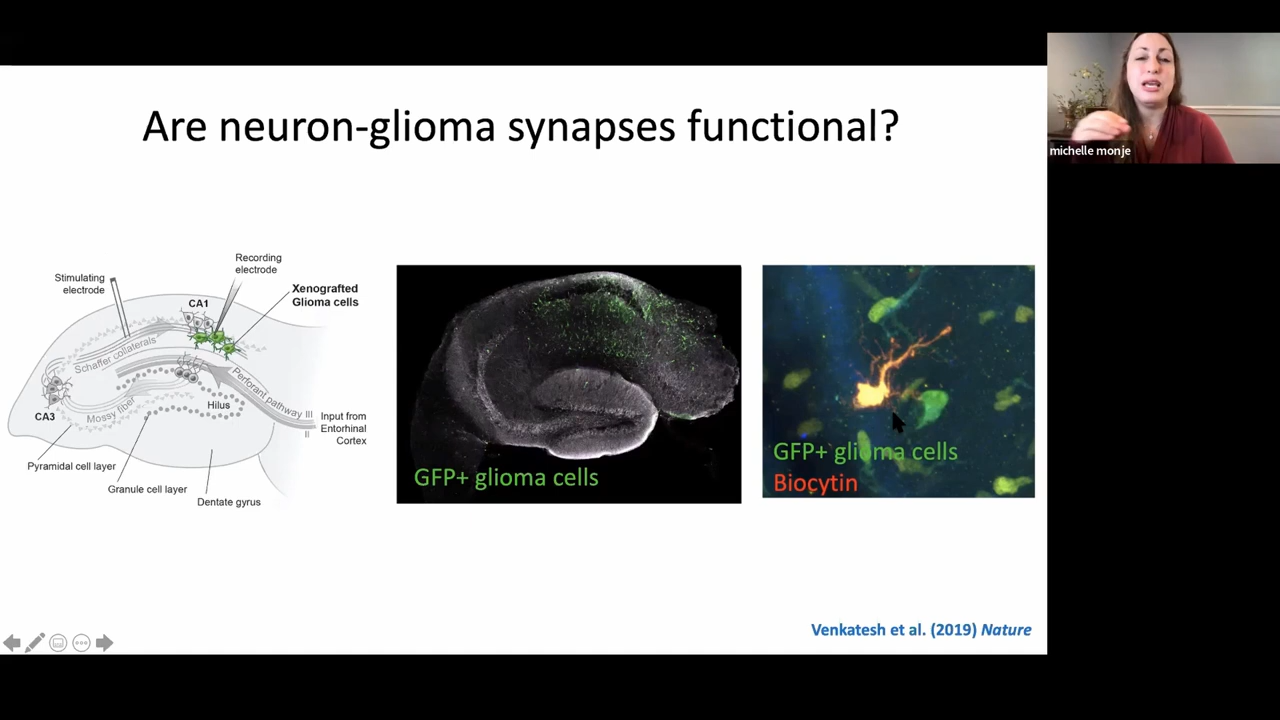 Are neuron-glioma synapses functional?
michelle monje
Stimulating
electrode
Recording
electrode
Xenografted
Glioma cells
CA1
Schaffer collaterals
CA3
Mossy fiber
Hilus
Perforant pathway
III
II
Input from
Entorhinal
Cortex
Pyramidal cell layer
Granule cell layer
Dentate gyrus
GFP+ glioma cells
GFP+ glioma cells
Biocytin
Venkatesh et al. (2019) Nature